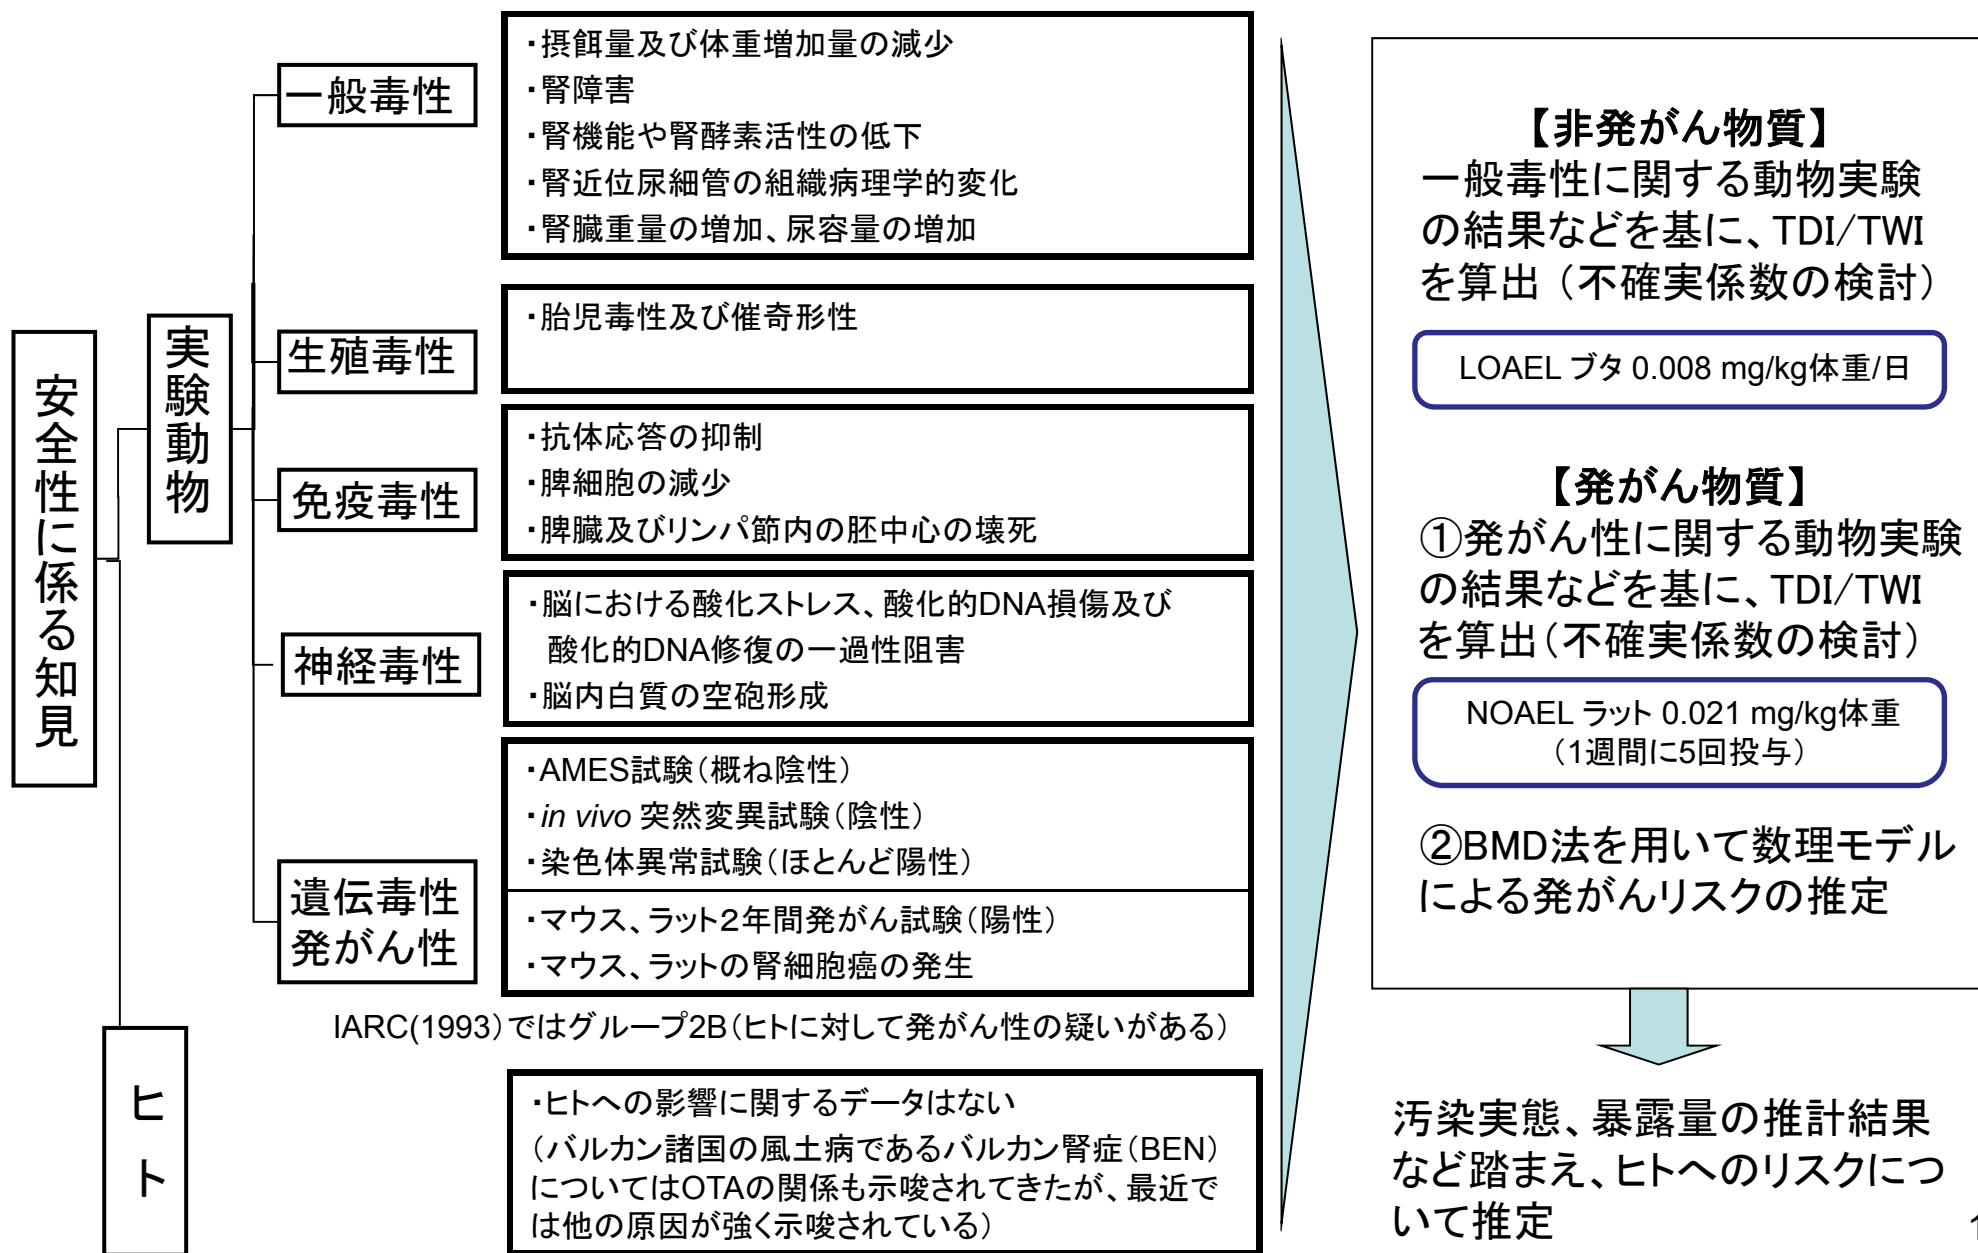 安全性に係る知見
実験動物
一般毒性
・摂餌量及び体重増加量の減少
・腎障害
・腎機能や腎酵素活性の低下
・腎近位尿細管の組織病理学的変化
・腎臓重量の増加、尿容量の増加
生殖毒性
・胎児毒性及び催奇形性
免疫毒性
・抗体応答の抑制
・脾細胞の減少
・脾臓及びリンパ節内の胚中心の壊死
神経毒性
・脳における酸化ストレス、酸化的DNA損傷及び
酸化的DNA修復の一過性阻害
・脳内白質の空砲形成
遺伝毒性
発がん性
・AMES試験(概ね陰性)
・in vivo 突然変異試験(陰性)
・染色体異常試験(ほとんど陽性)
・マウス、ラット2年間発がん試験(陽性)
・マウス、ラットの腎細胞癌の発生
IARC(1993)ではグループ2B(ヒトに対して発がん性の疑いがある)
ヒト
・ヒトへの影響に関するデータはない
(バルカン諸国の風土病であるバルカン腎症(BEN)
についてはOTAの関係も示唆されてきたが、最近で
は他の原因が強く示唆されている)
【非発がん物質】
一般毒性に関する動物実験
の結果などを基に、TDI/TWI
を算出 (不確実係数の検討)
LOAEL ブタ 0.008 mg/kg体重/日
【発がん物質】
①発がん性に関する動物実験
の結果などを基に、TDI/TWI
を算出(不確実係数の検討)
NOAEL ラット 0.021 mg/kg体重
(1週間に5回投与)
②BMD法を用いて数理モデル
による発がんリスクの推定
汚染実態、暴露量の推計結果
など踏まえ、ヒトへのリスクにつ
いて推定